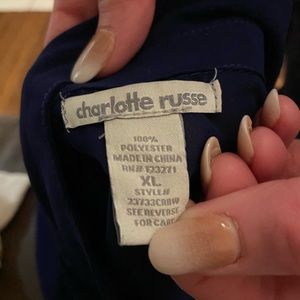 charlotte russe
100%
POLYESTER
MADE IN CHINA
RN# 123271
XL
STYLE#
23733CRBW
SEE REVERSE
FOR CARE